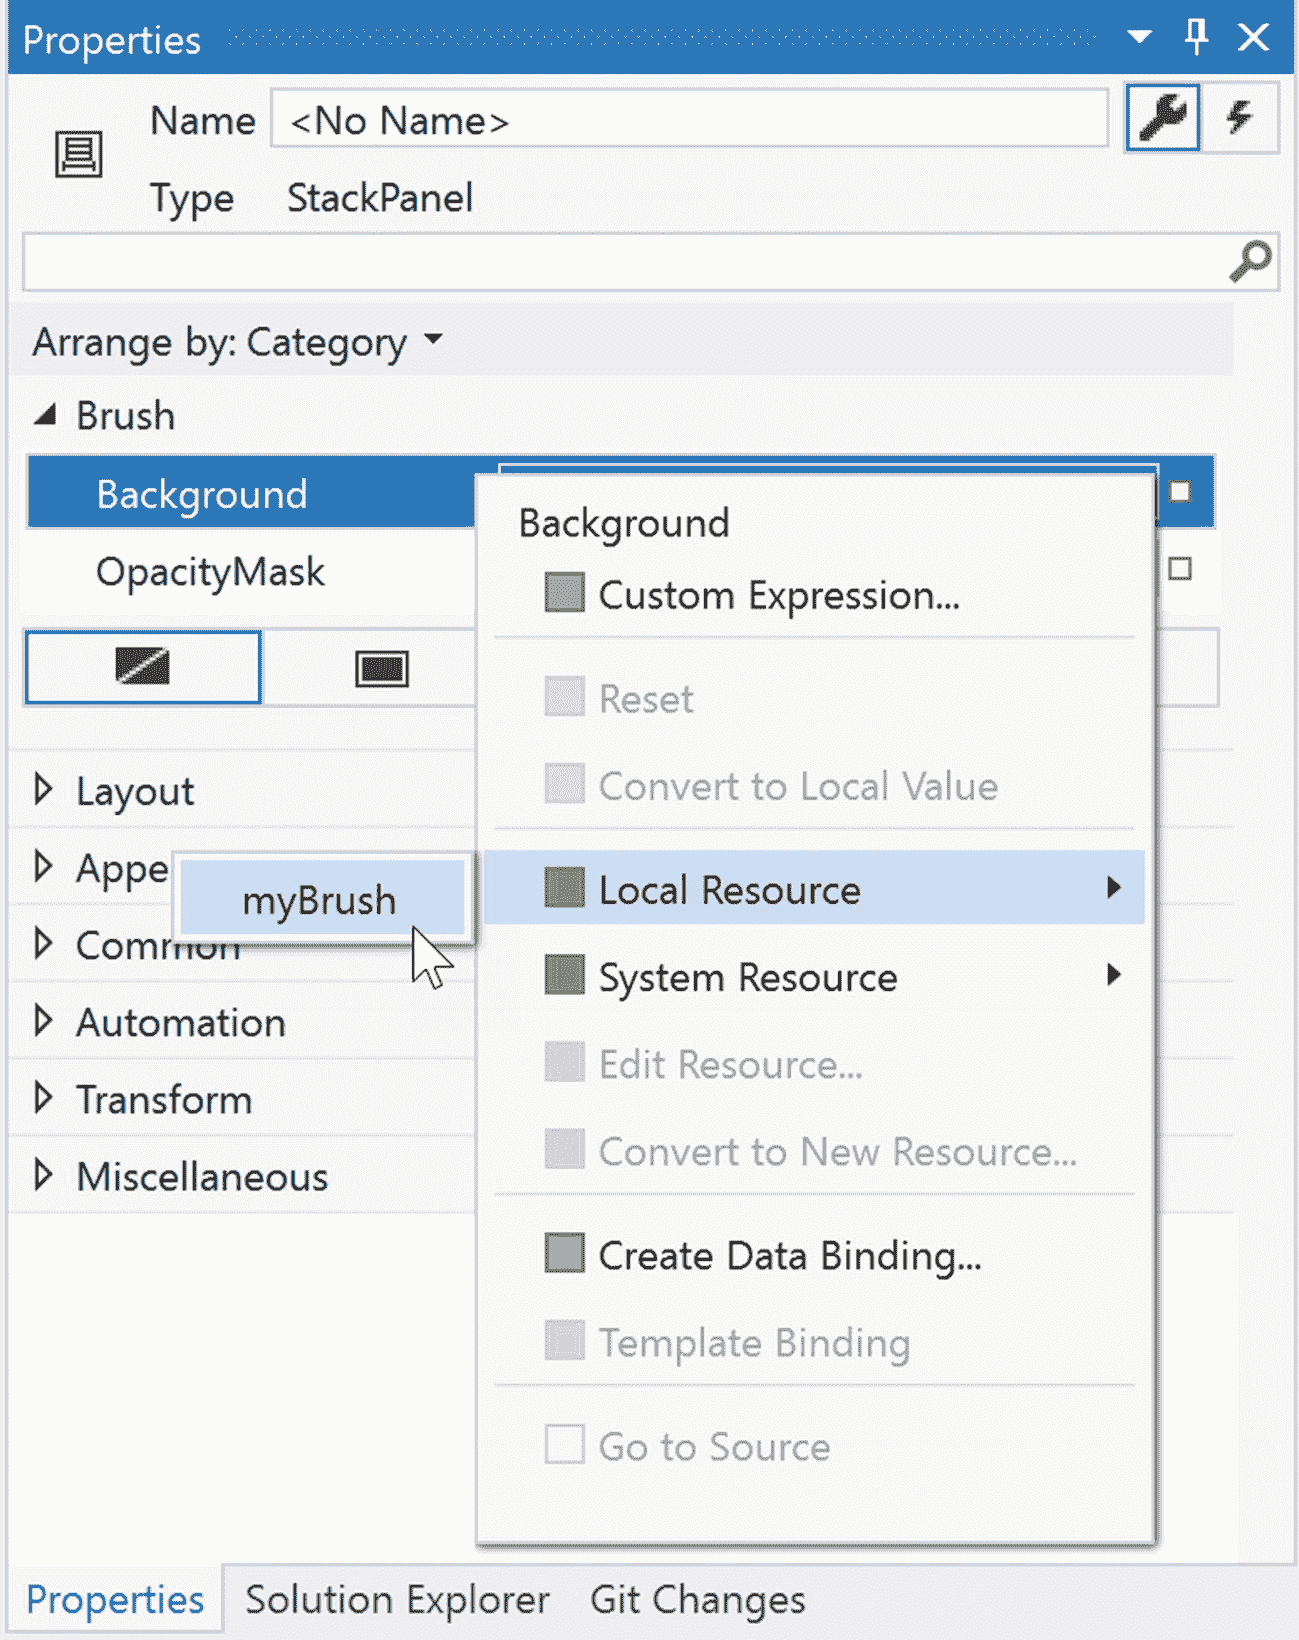 Properties
Name <No Name>
Type StackPanel
Arrange by: Category
Brush
Background
OpacityMask
Layout
Appe
Common
Automation
Transform
Miscellaneous
Background
Custom Expression...
Reset
Convert to Local Value
Local Resource
myBrush
System Resource
Edit Resource...
Convert to New Resource...
Create Data Binding...
Template Binding
Go to Source
Properties Solution Explorer Git Changes